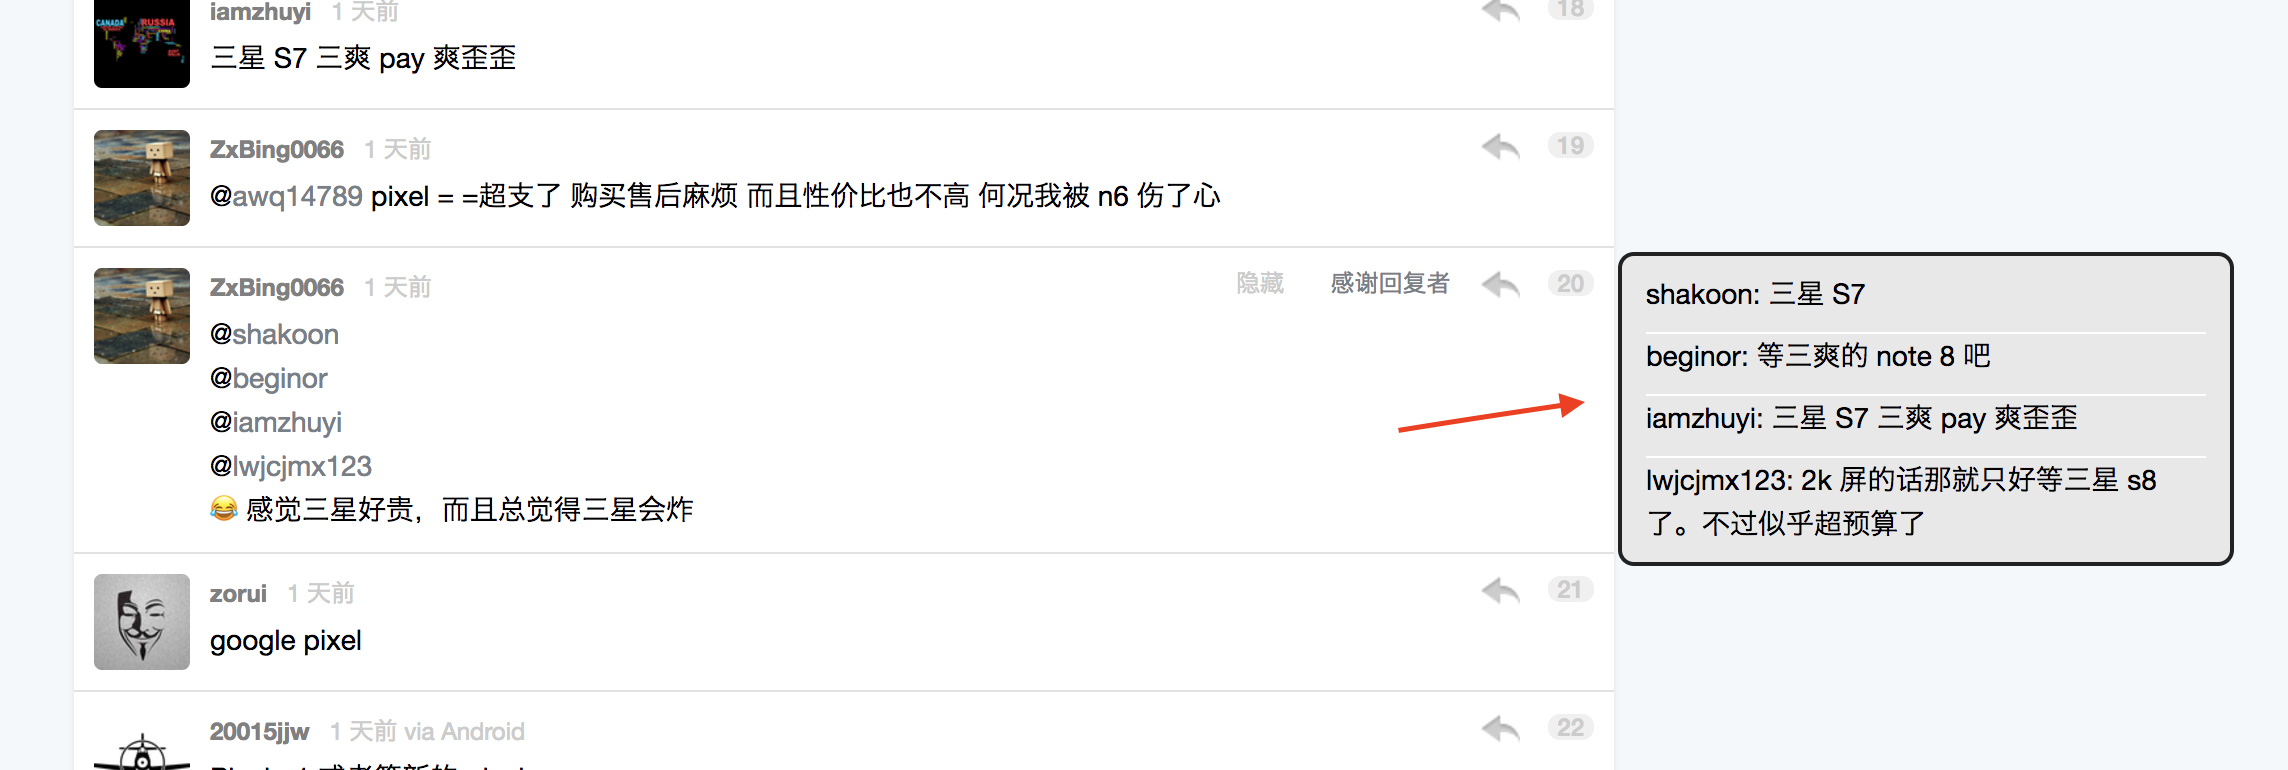 CANADA RUSSIA
iamzhuyi 1 天前 18
三星 S7 三爽 pay 爽歪歪
ZxBing0066 1 天前 19
@awq14789 pixel = =超支了 购买售后麻烦 而且性价比也不高 何况我被 n6 伤了心
ZxBing0066 1 天前 隐藏 感谢回复者 20
@shakoon
@beginor
@iamzhuyi
@lwjcjmx123
😂 感觉三星好贵，而且总觉得三星会炸
shakoon: 三星 S7
beginor: 等三爽的 note 8 吧
iamzhuyi: 三星 S7 三爽 pay 爽歪歪
lwjcjmx123: 2k 屏的话那就只好等三星 s8
了。不过似乎超预算了
zorui 1 天前 21
google pixel
20015jjw 1 天前 via Android 22